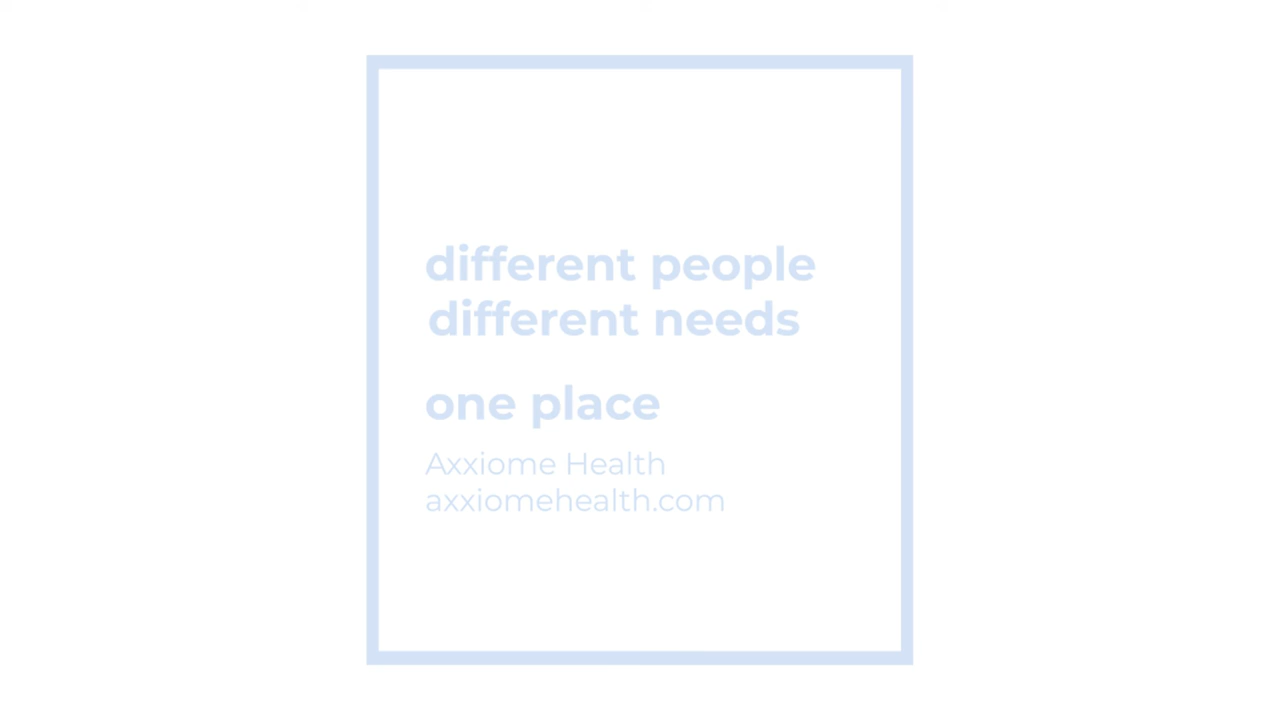 different people
different needs
one place
Axxiome Health
axxiomehealth.com